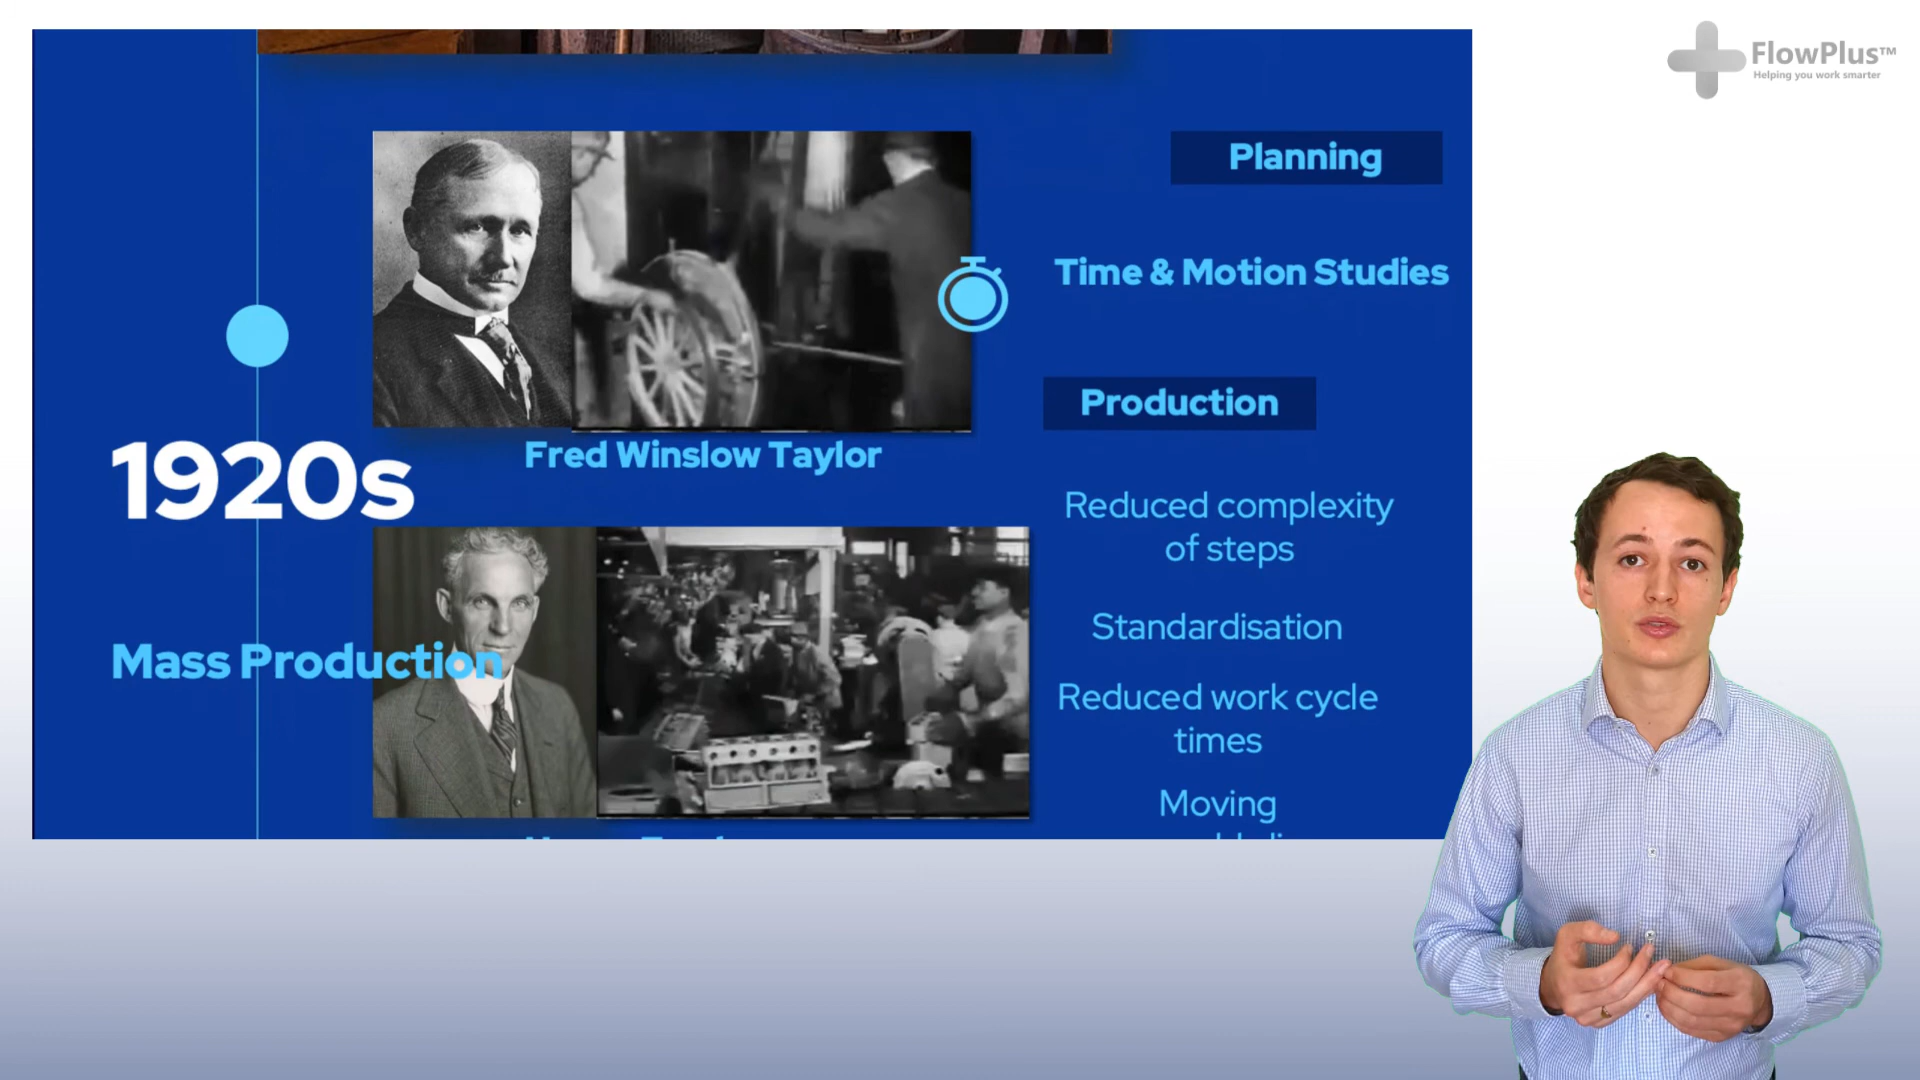 FlowPlus™
Helping you work smarter
Planning
Time & Motion Studies
Production
Fred Winslow Taylor
1920s
Reduced complexity
of steps
Standardisation
Mass Production
Reduced work cycle
times
Moving